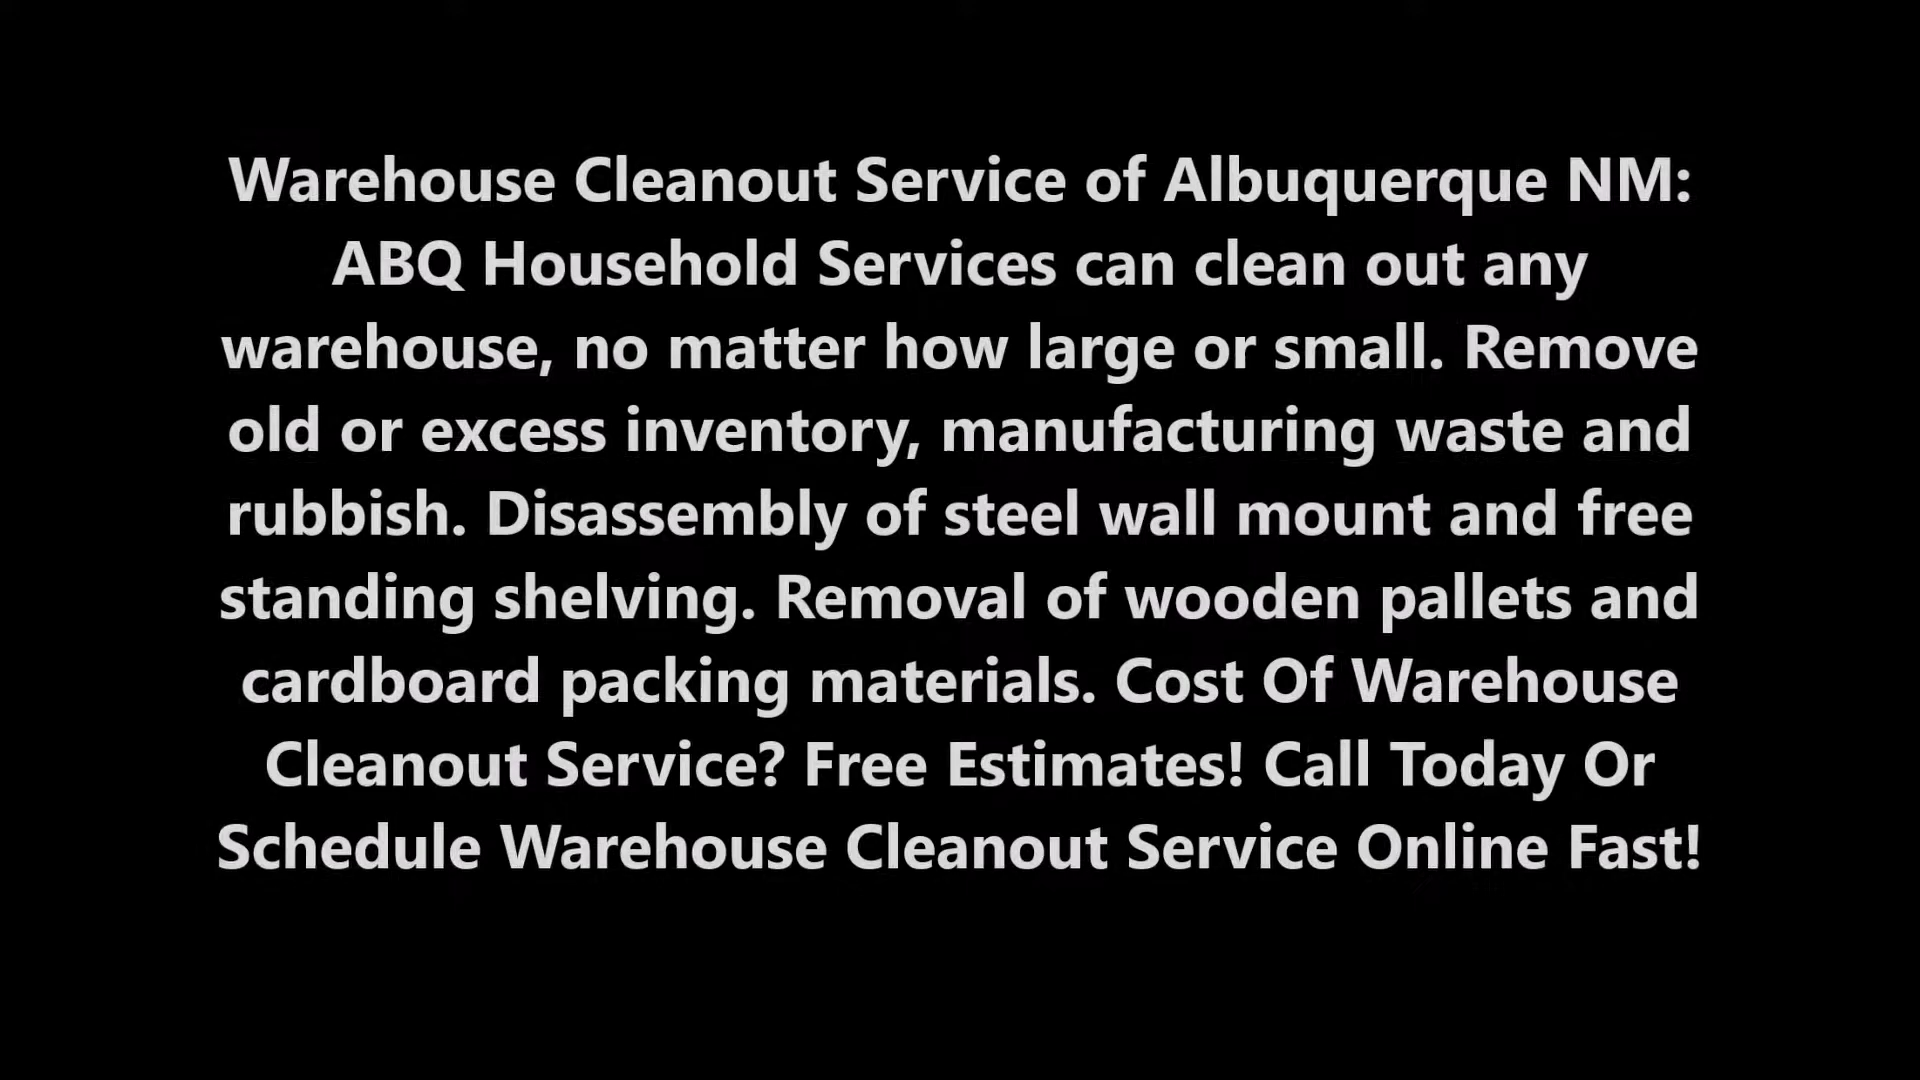 Warehouse Cleanout Service of Albuquerque NM:
ABQ Household Services can clean out any
warehouse, no matter how large or small. Remove
old or excess inventory, manufacturing waste and
rubbish. Disassembly of steel wall mount and free
standing shelving. Removal of wooden pallets and
cardboard packing materials. Cost Of Warehouse
Cleanout Service? Free Estimates! Call Today Or
Schedule Warehouse Cleanout Service Online Fast!